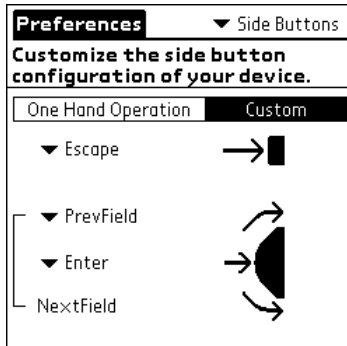 Preferences Side Buttons
Customize the side button
configuration of your device.
One Hand Operation Custom
Escape
PrevField
Enter
NextField